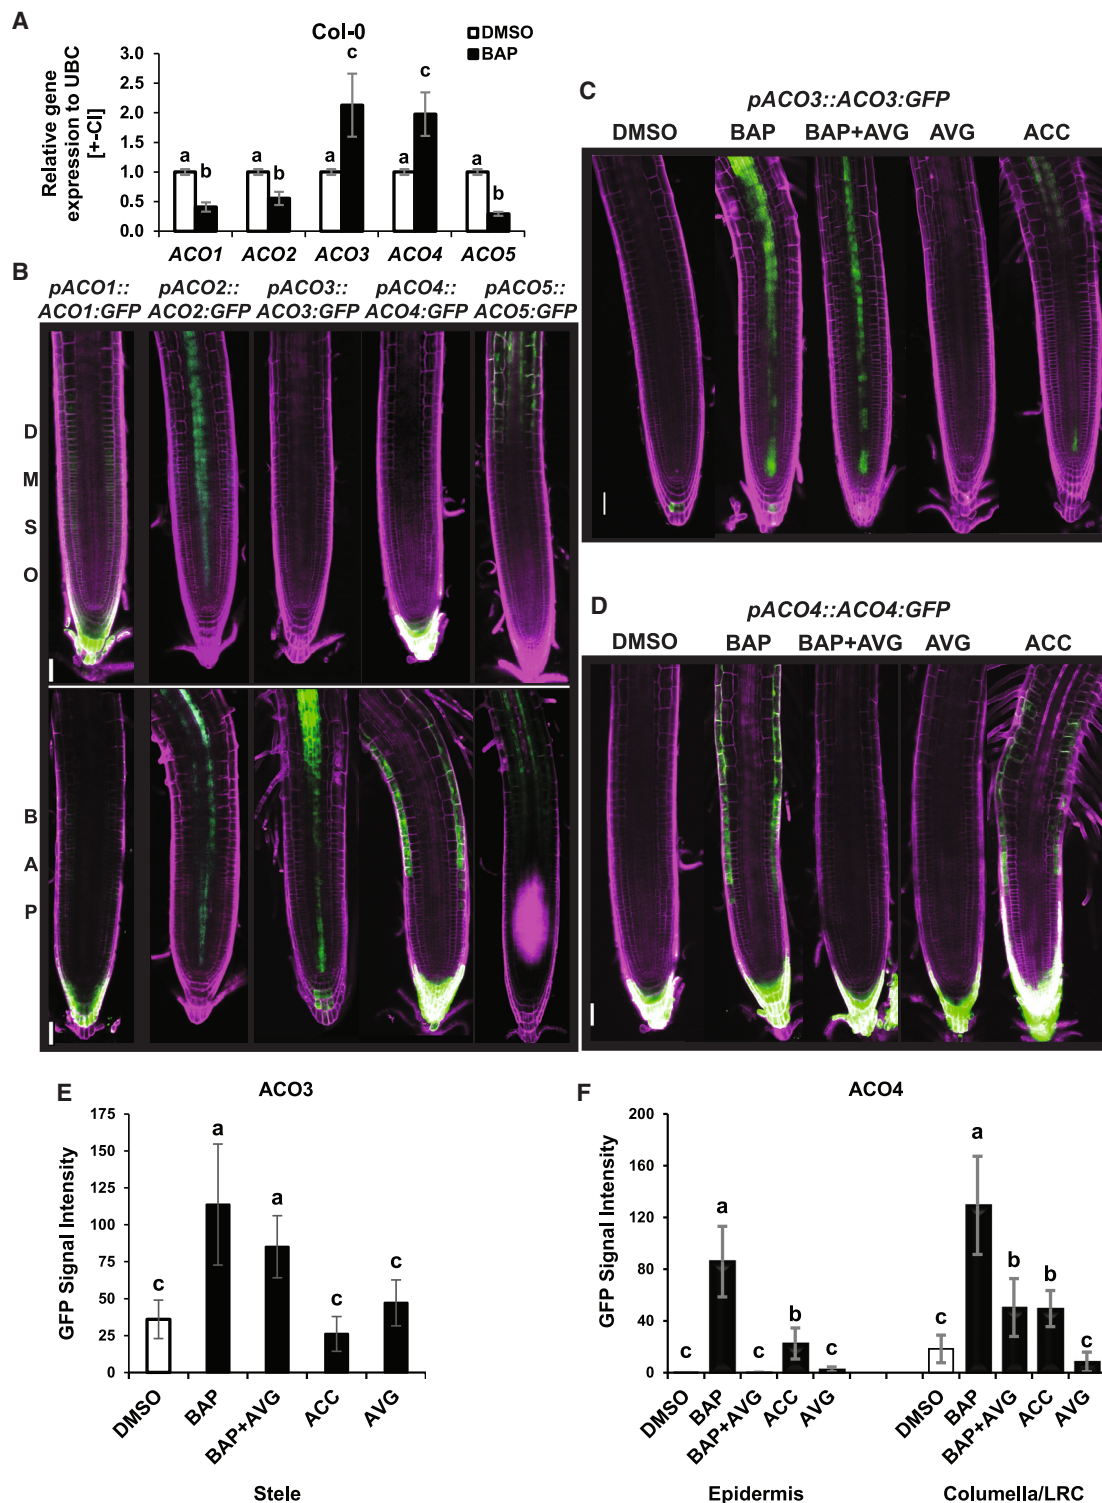 A
Col-0
DMSO
BAP
Relative gene
expression to UBC
[+-CI]
3.0
2.5
2.0
1.5
1.0
0.5
0.0
a b a b a c a c a b
ACO1 ACO2 ACO3 ACO4 ACO5
B
pACO1:: pACO2:: pACO3:: pACO4:: pACO5::
ACO1:GFP ACO2:GFP ACO3:GFP ACO4:GFP ACO5:GFP
D
M
S
O
B
A
P
C
pACO3::ACO3:GFP
DMSO BAP BAP+AVG AVG ACC
D
pACO4::ACO4:GFP
DMSO BAP BAP+AVG AVG ACC
E
ACO3
GFP Signal Intensity
175
150
125
100
75
50
25
0
c a a c c
DMSO BAP BAP+AVG ACC AVG
Stele
F
ACO4
GFP Signal Intensity
200
160
120
80
40
0
c a c b c c a b b c
DMSO BAP BAP+AVG ACC AVG DMSO BAP BAP+AVG ACC AVG
Epidermis Columella/LRC